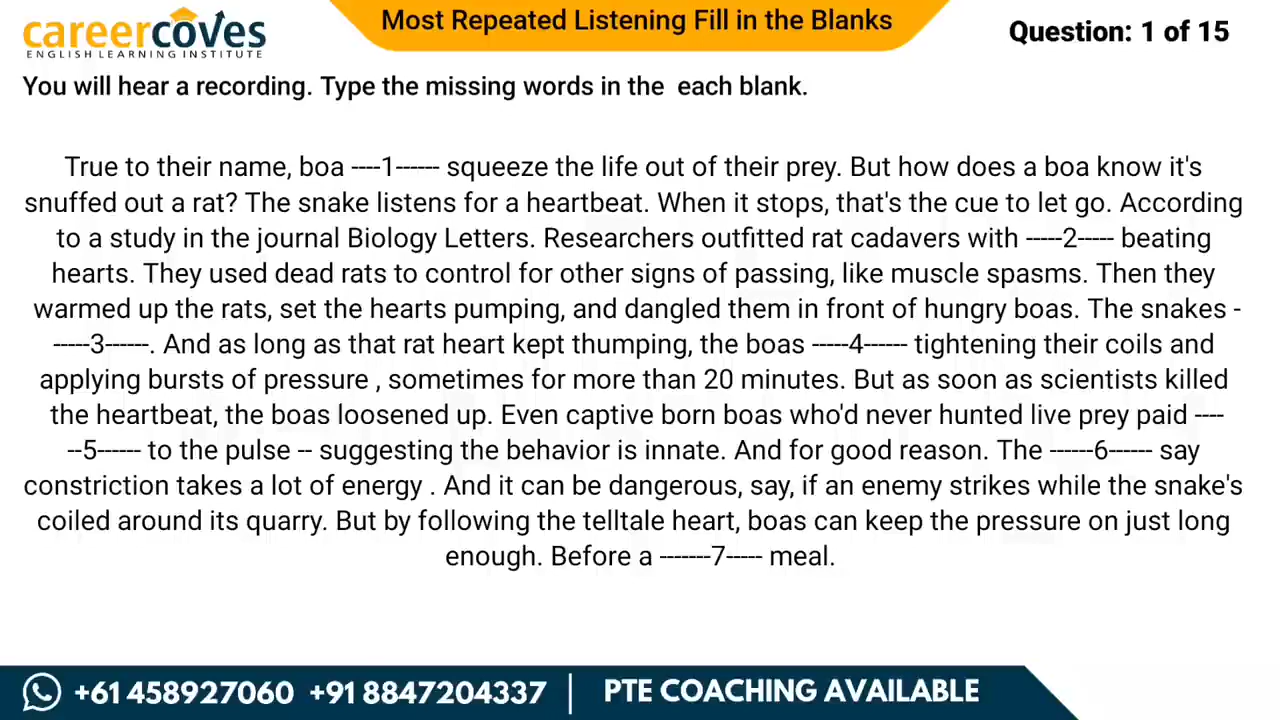 careercoves
ENGLISH LEARNING INSTITUTE
Most Repeated Listening Fill in the Blanks
Question: 1 of 15
You will hear a recording. Type the missing words in the  each blank.
True to their name, boa ----1------ squeeze the life out of their prey. But how does a boa know it's
snuffed out a rat? The snake listens for a heartbeat. When it stops, that's the cue to let go. According
to a study in the journal Biology Letters. Researchers outfitted rat cadavers with -----2----- beating
hearts. They used dead rats to control for other signs of passing, like muscle spasms. Then they
warmed up the rats, set the hearts pumping, and dangled them in front of hungry boas. The snakes -
-----3------. And as long as that rat heart kept thumping, the boas -----4------ tightening their coils and
applying bursts of pressure , sometimes for more than 20 minutes. But as soon as scientists killed
the heartbeat, the boas loosened up. Even captive born boas who'd never hunted live prey paid ----
--5------ to the pulse -- suggesting the behavior is innate. And for good reason. The ------6------ say
constriction takes a lot of energy . And it can be dangerous, say, if an enemy strikes while the snake's
coiled around its quarry. But by following the telltale heart, boas can keep the pressure on just long
enough. Before a -------7----- meal.
+61 458927060 +91 8847204337 | PTE COACHING AVAILABLE